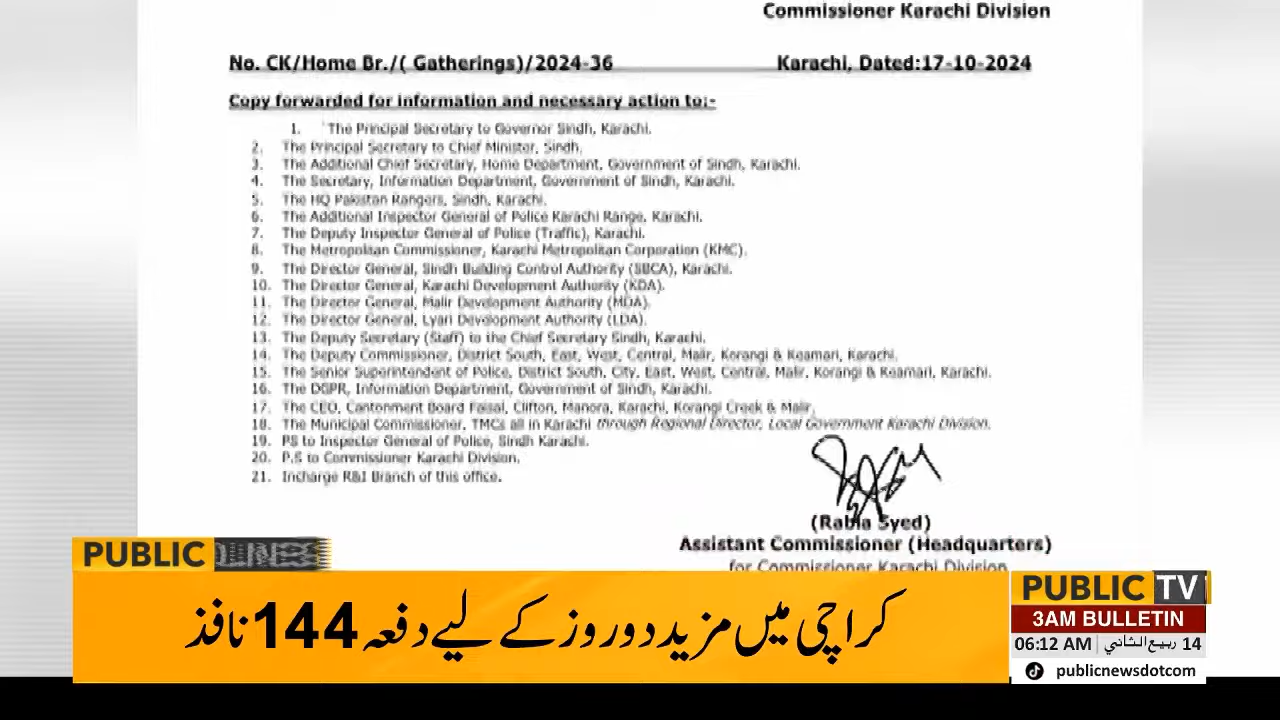 Commissioner Karachi Division
No. CK/Home Br./( Gatherings)/2024-36 Karachi, Dated:17-10-2024
Copy forwarded for information and necessary action to;-
1. The Principal Secretary to Governor Sindh, Karachi.
2. The Principal Secretary to Chief Minister, Sindh.
3. The Additional Chief Secretary, Home Department, Government of Sindh, Karachi.
4. The Secretary, Information Department, Government of Sindh, Karachi.
5. The HQ Pakistan Rangers, Sindh, Karachi.
6. The Additional Inspector General of Police Karachi Range, Karachi.
7. The Deputy Inspector General of Police (Traffic), Karachi.
8. The Metropolitan Commissioner, Karachi Metropolitan Corporation (KMC).
9. The Director General, Sindh Building Control Authority (SBCA), Karachi.
10. The Director General, Karachi Development Authority (KDA).
11. The Director General, Malir Development Authority (MDA).
12. The Director General, Lyari Development Authority (LDA).
13. The Deputy Secretary (Staff) to the Chief Secretary Sindh, Karachi.
14. The Deputy Commissioner, District South, East, West, Central, Malir, Korangi & Keamari, Karachi.
15. The Senior Superintendent of Police, District South, City, East, West, Central, Malir, Korangi & Keamari, Karachi.
16. The DGPR, Information Department, Government of Sindh, Karachi.
17. The CEO, Cantonment Board Faisal, Clifton, Manora, Karachi, Korangi Creek & Malir.
18. The Municipal Commissioner, TMCs all in Karachi through Regional Director, Local Government Karachi Division.
19. PS to Inspector General of Police, Sindh Karachi.
20. P.S to Commissioner Karachi Division.
21. Incharge R&I Branch of this office.
(Rabia Syed)
Assistant Commissioner (Headquarters)
for Commissioner Karachi Division
PUBLIC
کراچی میں مزید دو روز کے لیے دفعہ 144 نافذ
PUBLIC TV
3AM BULLETIN
06:12 AM | 14 ربیع الثانی
publicnewsdotcom